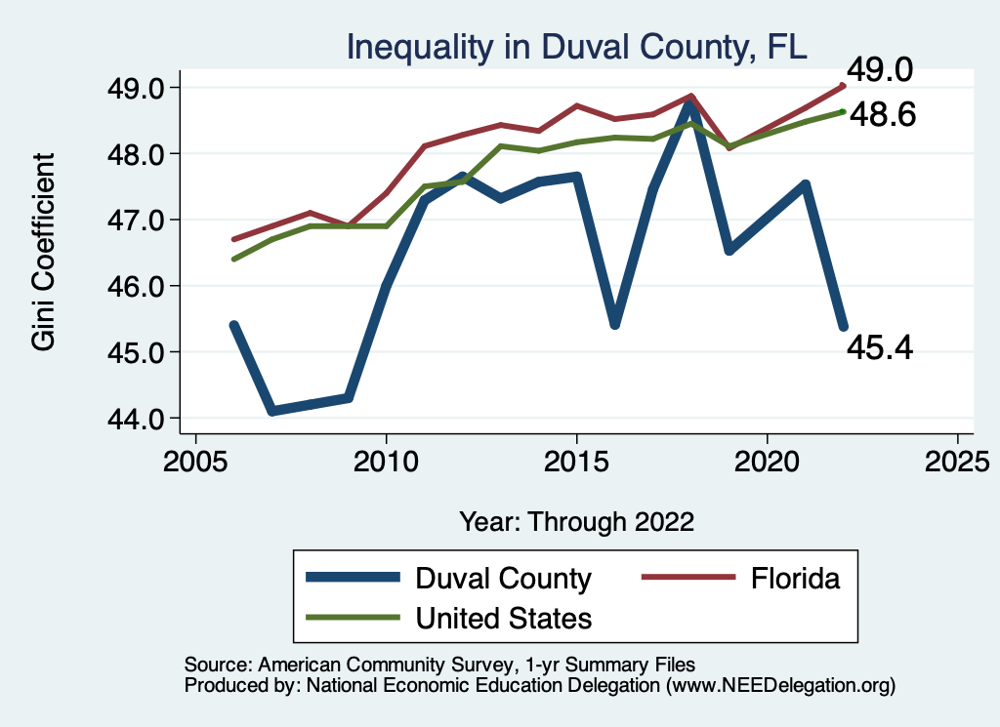 Inequality in Duval County, FL
49.0
48.6
45.4
Gini Coefficient
49.0
48.0
47.0
46.0
45.0
44.0
2005 2010 2015 2020 2025
Year: Through 2022
Duval County Florida
United States
Source: American Community Survey, 1-yr Summary Files
Produced by: National Economic Education Delegation (www.NEEDelegation.org)